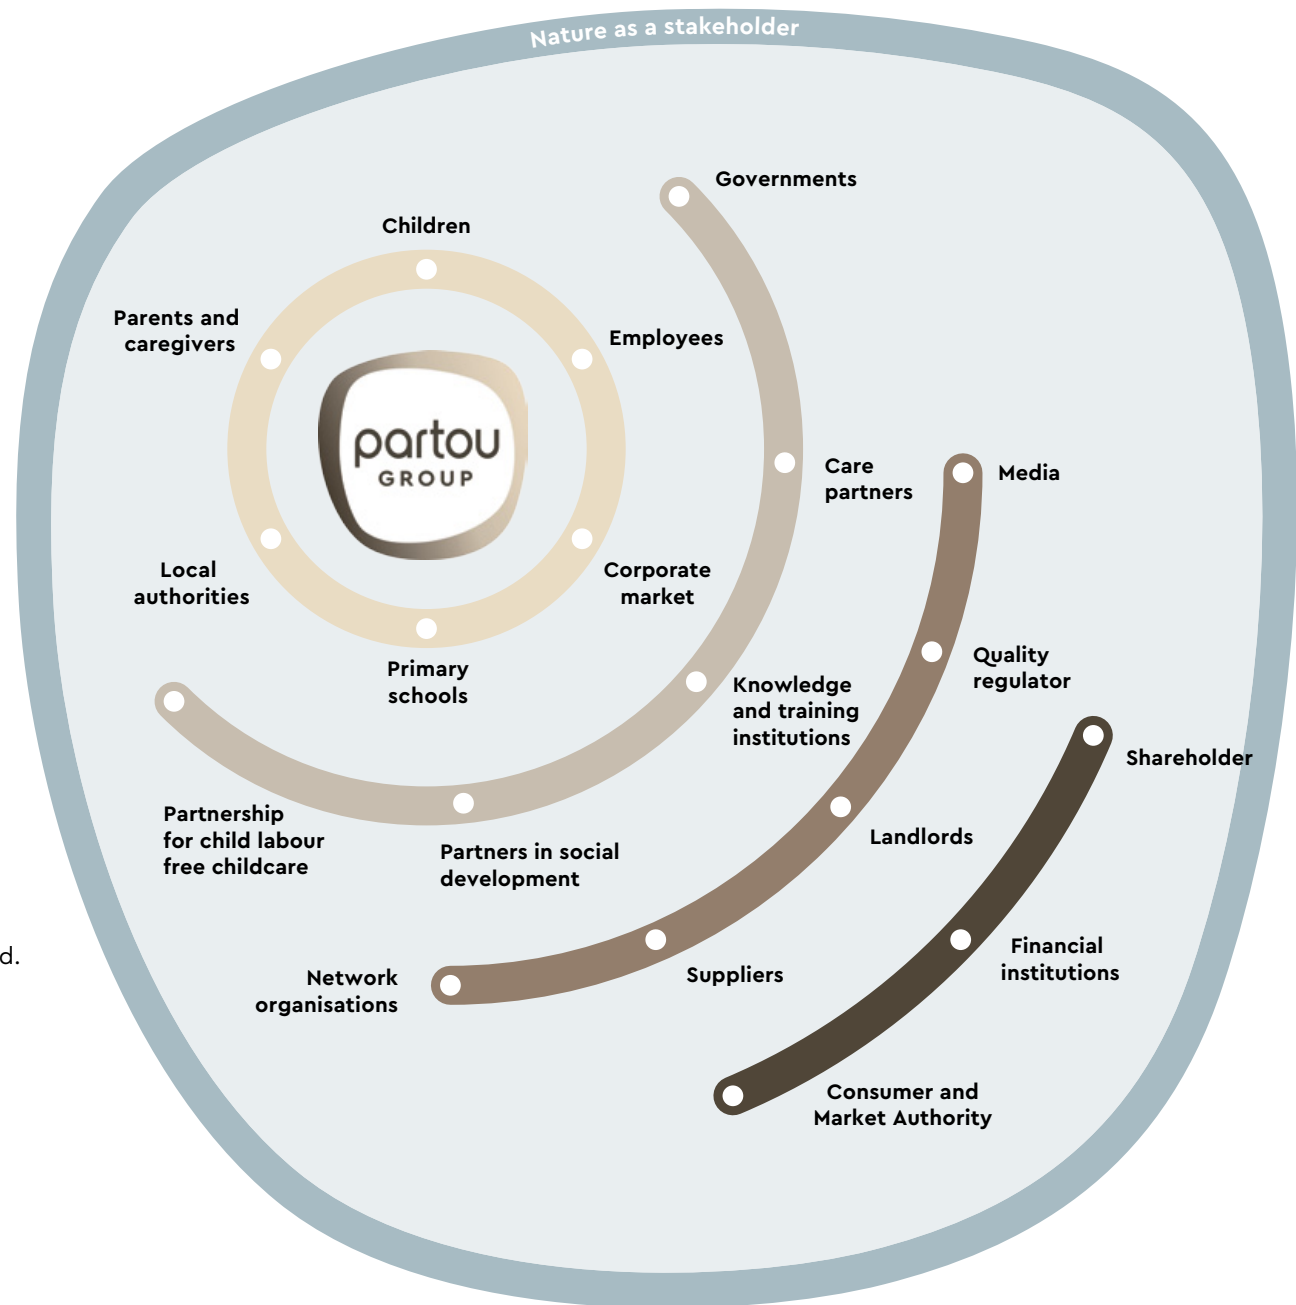 Nature as a stakeholder
Governments
Children
Parents and
caregivers
Employees
partou
GROUP
Care
partners
Media
Local
authorities
Corporate
market
Primary
schools
Quality
regulator
Knowledge
and training
institutions
Shareholder
Partnership
for child labour
free childcare
Partners in social
development
Landlords
d.
Network
organisations
Suppliers
Financial
institutions
Consumer and
Market Authority